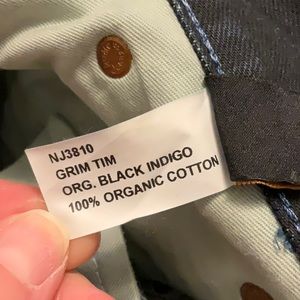 NJ3810
GRIM TIM
ORG. BLACK INDIGO
100% ORGANIC COTTON